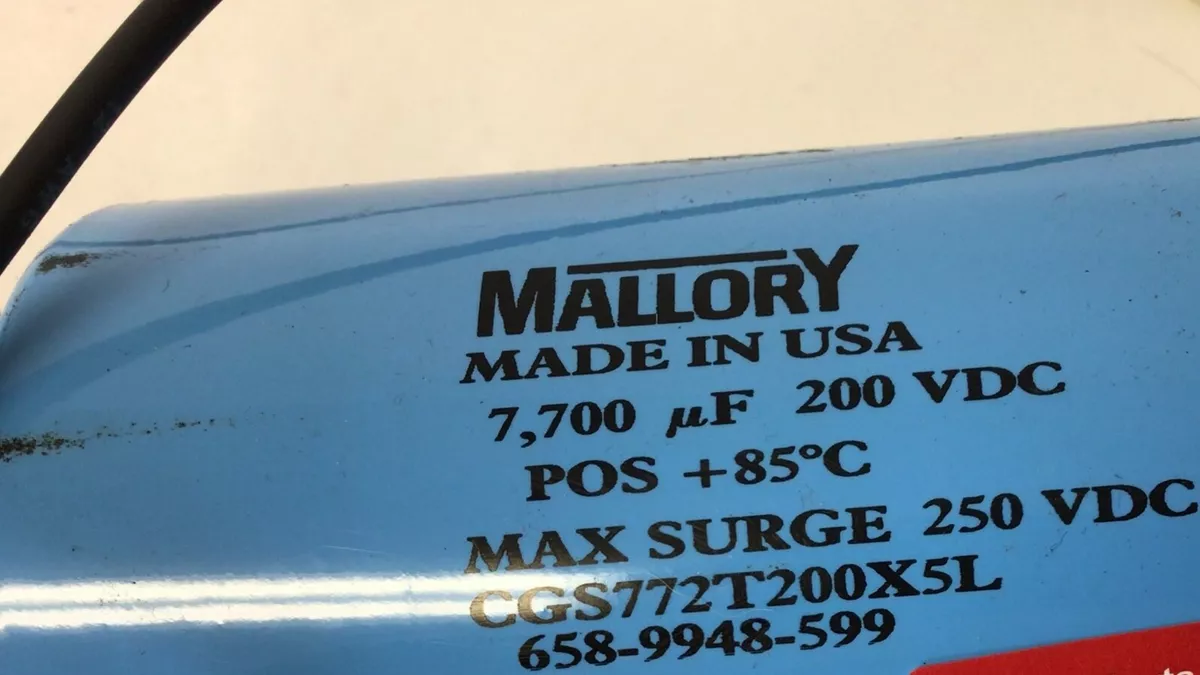 MALLORY
MADE IN USA
7,700 µF 200 VDC
POS +85°C
MAX SURGE 250 VDC
CGS772T200X5L
658-9948-599